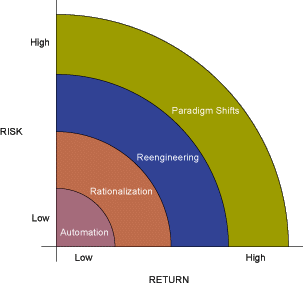 High
Paradigm Shifts
RISK
Reengineering
Rationalization
Low
Automation
Low
High
RETURN